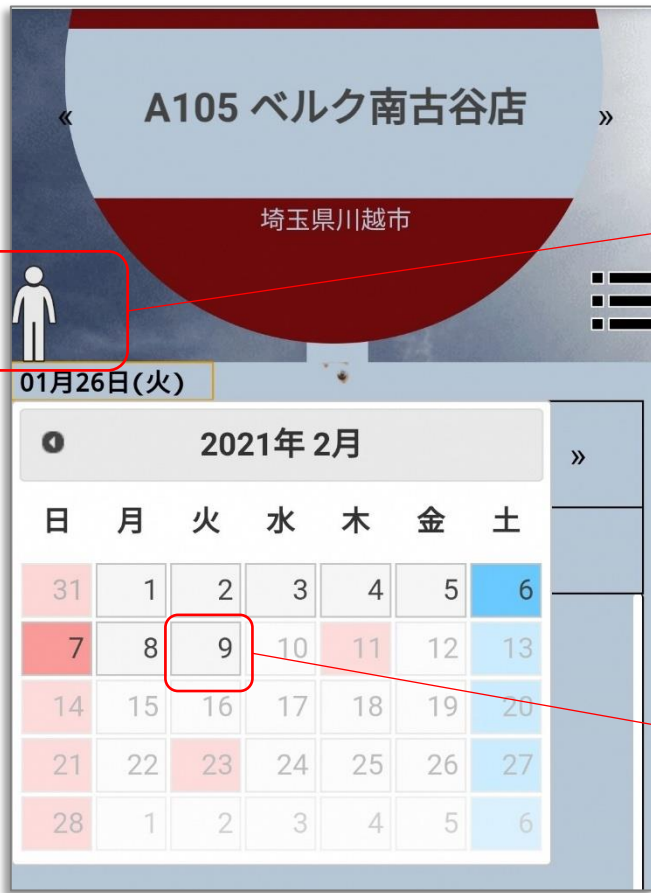 « A105 ベルク南古谷店 »
埼玉県川越市
01月26日(火)
2021年 2月 »
日 月 火 水 木 金 土
31 1 2 3 4 5 6
7 8 9 10 11 12 13
14 15 16 17 18 19 20
21 22 23 24 25 26 27
28 1 2 3 4 5 6